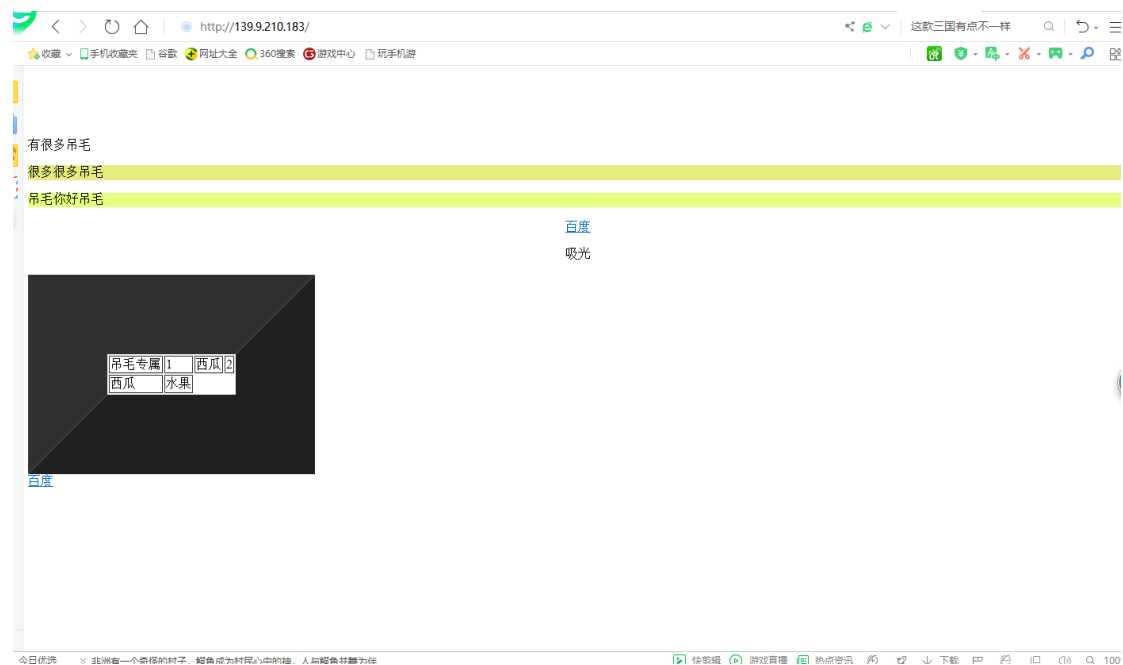 http://139.9.210.183/
这款三国有点不一样
收藏 手机收藏夹 谷歌 网址大全 360搜索 游戏中心 玩手机游
有很多吊毛
很多很多吊毛
吊毛你好吊毛
百度
吸光
吊毛专属 1 西瓜 2
西瓜 水果
百度
今日优选 非洲有一个奇怪的村子，鳄鱼成为村民心中的神，人与鳄鱼共舞为伴
快剪辑 游戏直播 热点资讯 下载 100%